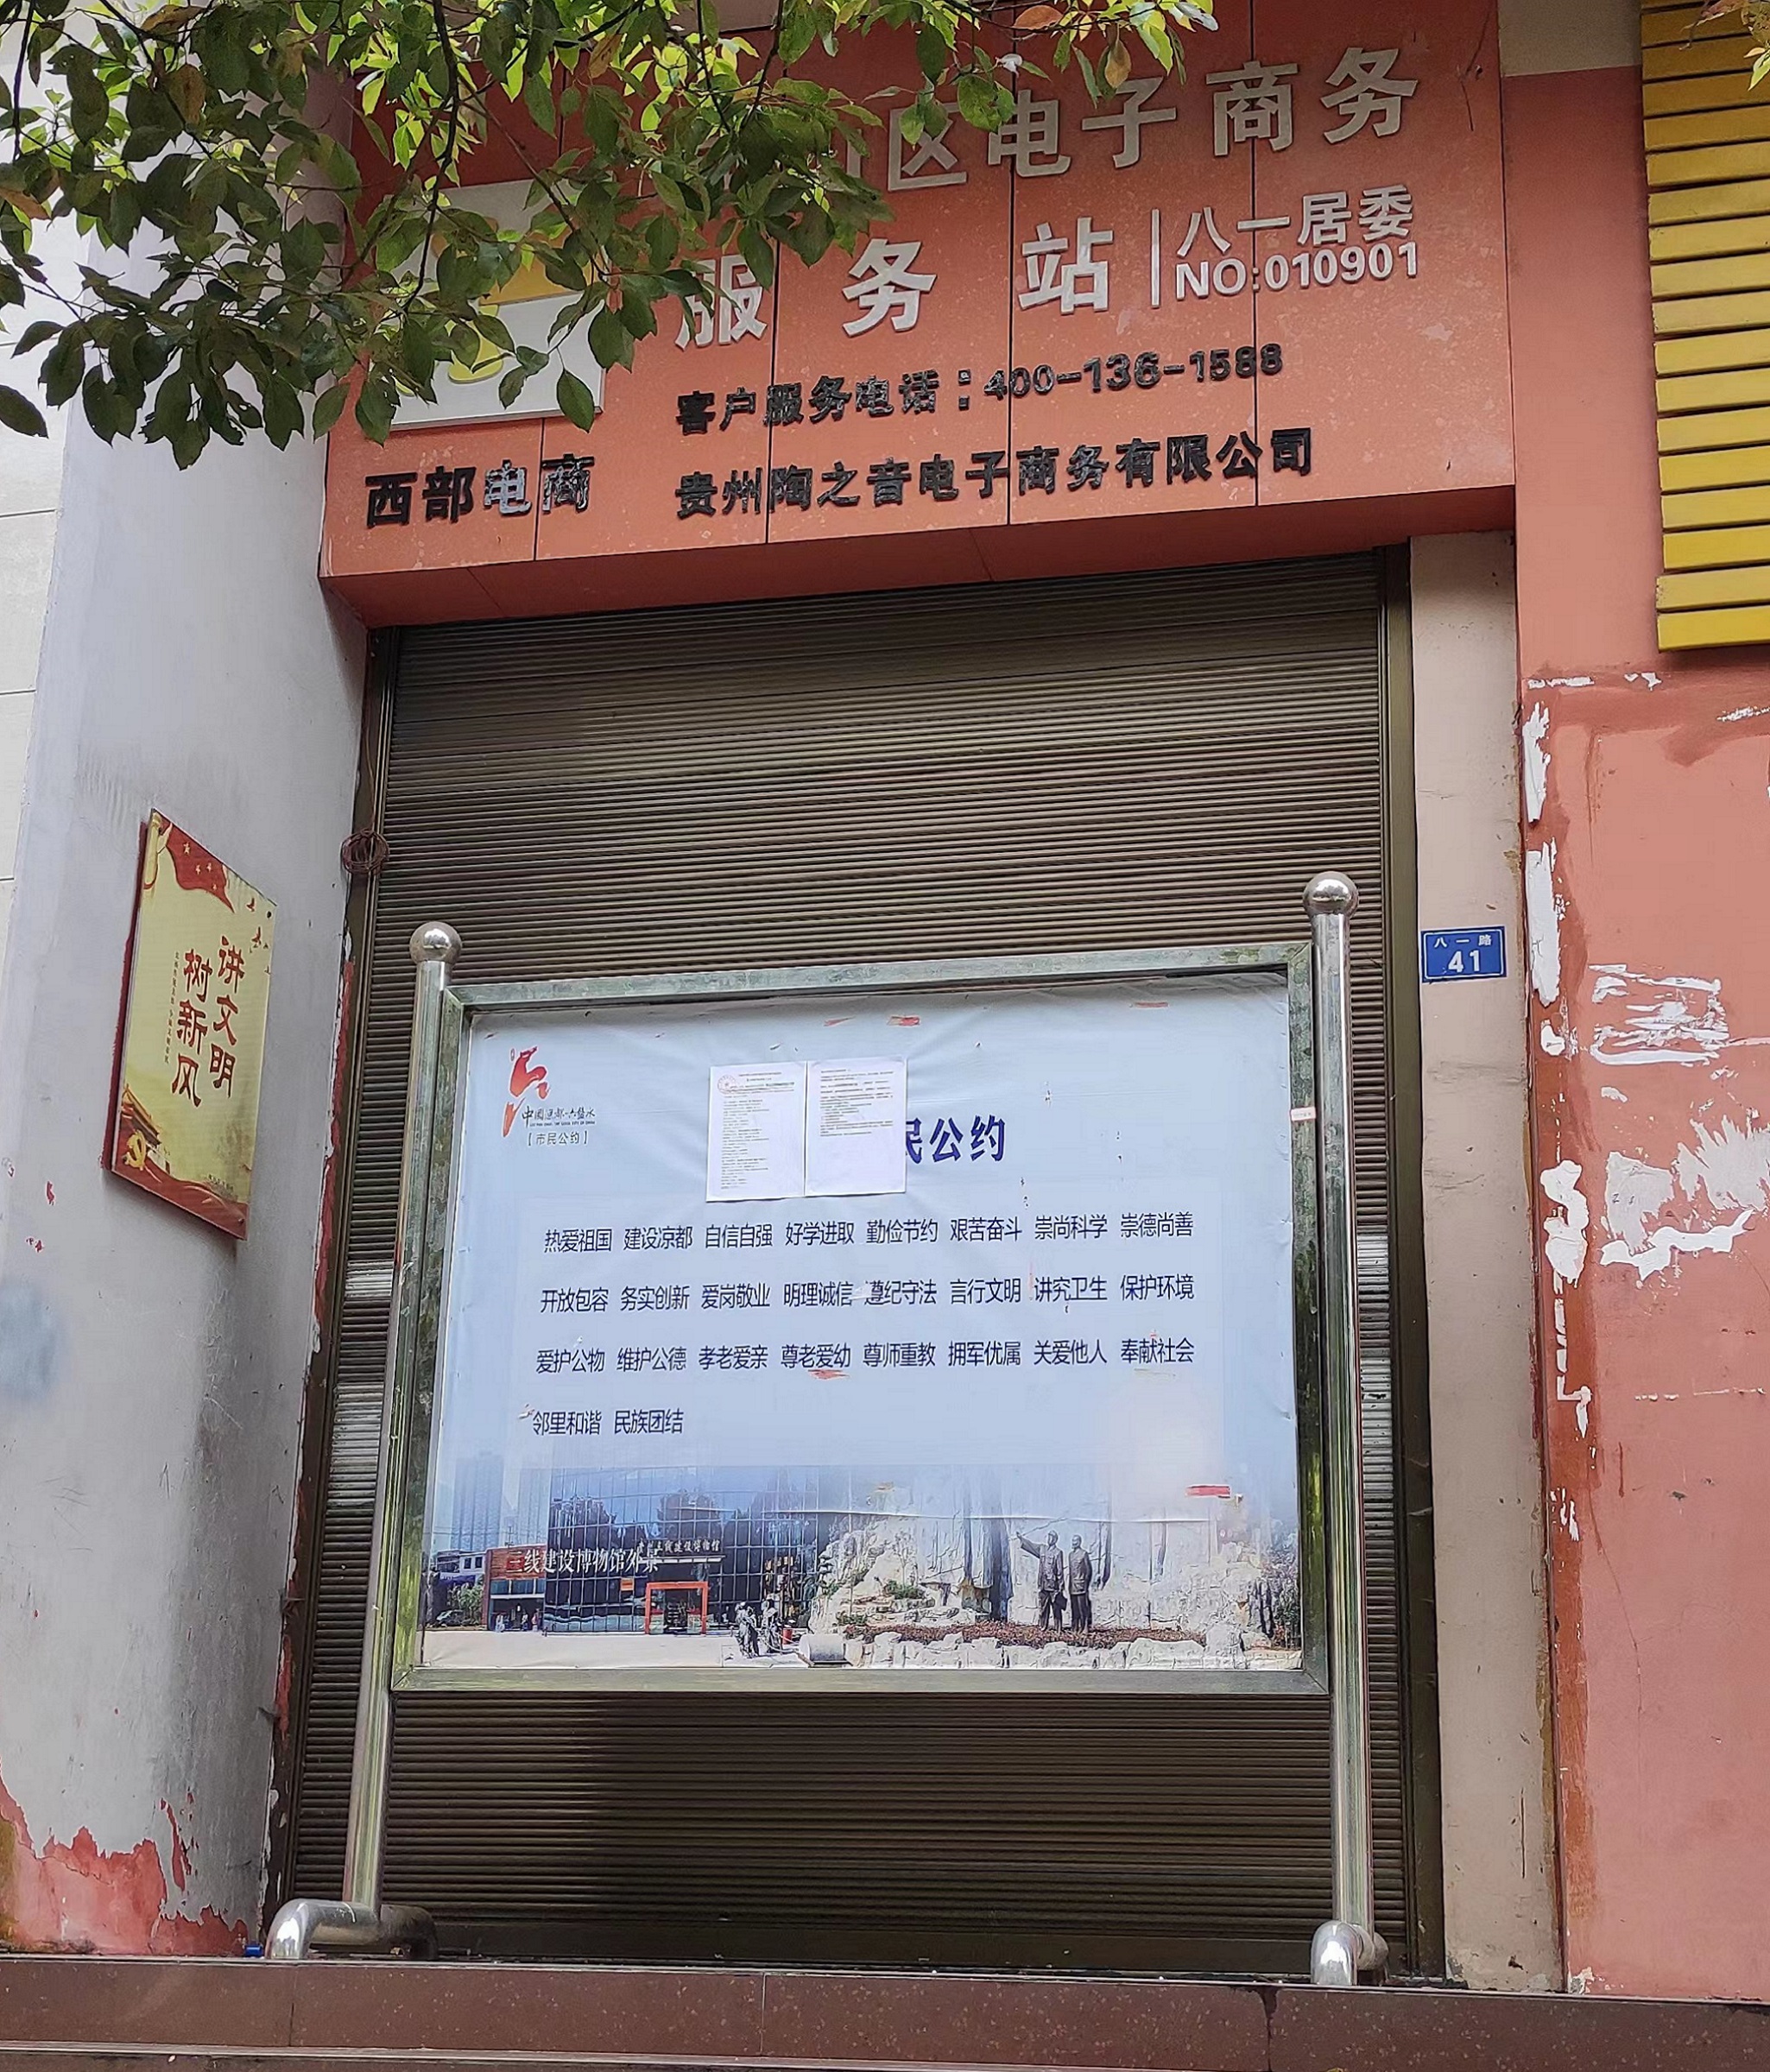 区电子商务
服务站
八一居委
NO:010901
客户服务电话：400-136-1588
西部电商
贵州陶之音电子商务有限公司
八一路
41
讲文明
树新风
中国凉都·六盘水
【市民公约】
民公约
热爱祖国 建设凉都 自信自强 好学进取 勤俭节约 艰苦奋斗 崇尚科学 崇德尚善
开放包容 务实创新 爱岗敬业 明理诚信 遵纪守法 言行文明 讲究卫生 保护环境
爱护公物 维护公德 孝老爱亲 尊老爱幼 尊师重教 拥军优属 关爱他人 奉献社会
邻里和谐 民族团结
三线建设博物馆外景